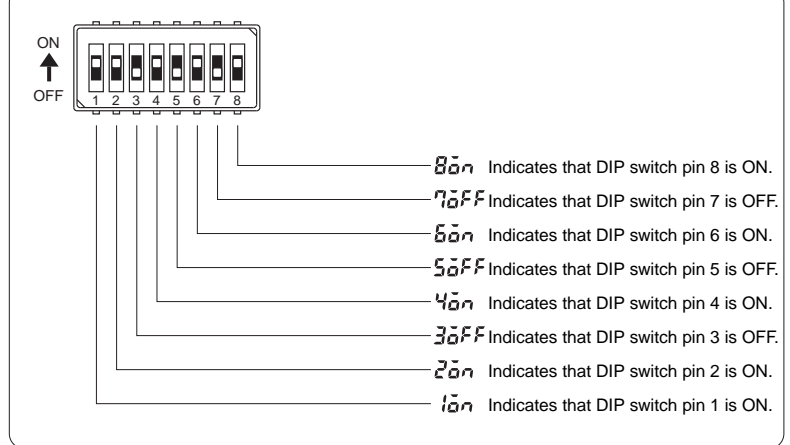 ON
OFF
1 2 3 4 5 6 7 8
8on Indicates that DIP switch pin 8 is ON.
7oFF Indicates that DIP switch pin 7 is OFF.
6on Indicates that DIP switch pin 6 is ON.
5oFF Indicates that DIP switch pin 5 is OFF.
4on Indicates that DIP switch pin 4 is ON.
3oFF Indicates that DIP switch pin 3 is OFF.
2on Indicates that DIP switch pin 2 is ON.
1on Indicates that DIP switch pin 1 is ON.